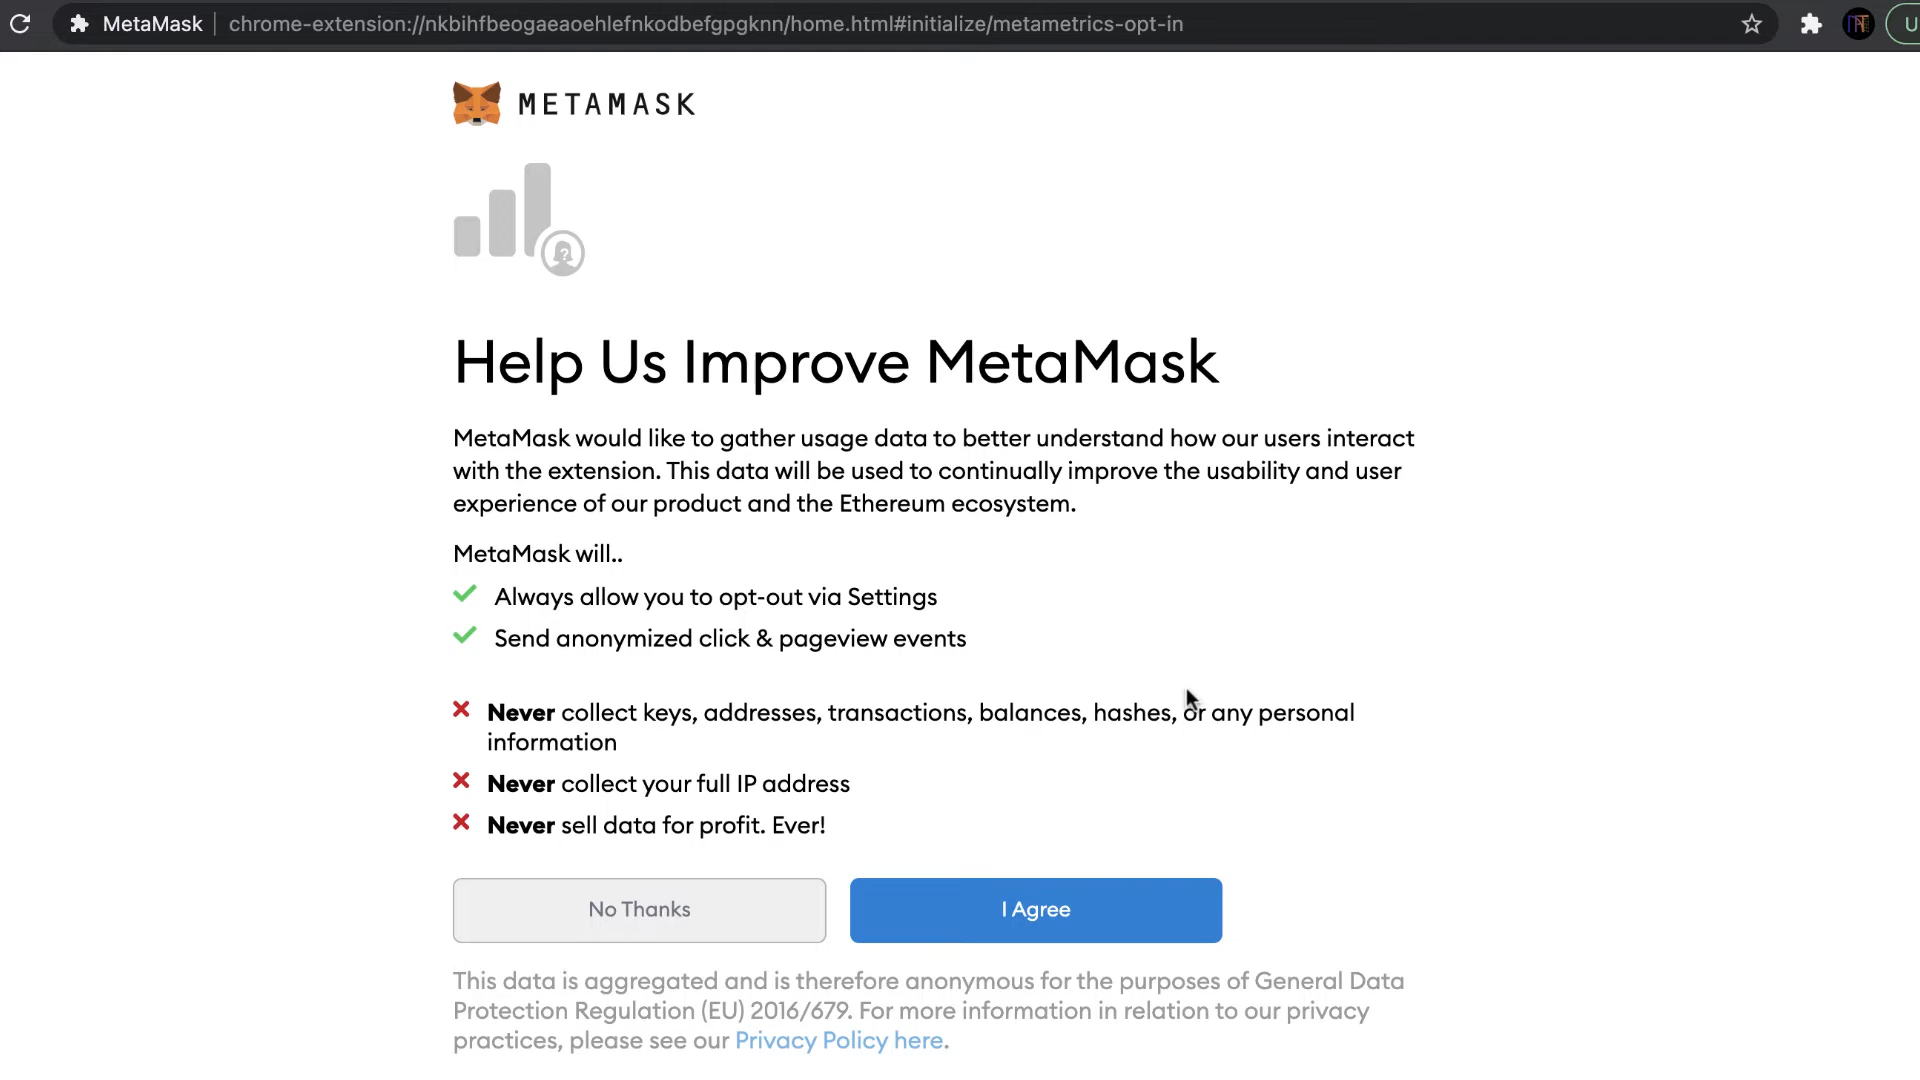 MetaMask
chrome-extension://nkbihfbeogaeaoehlefnkodbefgpgknn/home.html#initialize/metametrics-opt-in
U
METAMASK
?
Help Us Improve MetaMask
MetaMask would like to gather usage data to better understand how our users interact
with the extension. This data will be used to continually improve the usability and user
experience of our product and the Ethereum ecosystem.
MetaMask will..
Always allow you to opt-out via Settings
Send anonymized click & pageview events
Never collect keys, addresses, transactions, balances, hashes, or any personal
information
Never collect your full IP address
Never sell data for profit. Ever!
No Thanks
I Agree
This data is aggregated and is therefore anonymous for the purposes of General Data
Protection Regulation (EU) 2016/679. For more information in relation to our privacy
practices, please see our Privacy Policy here.